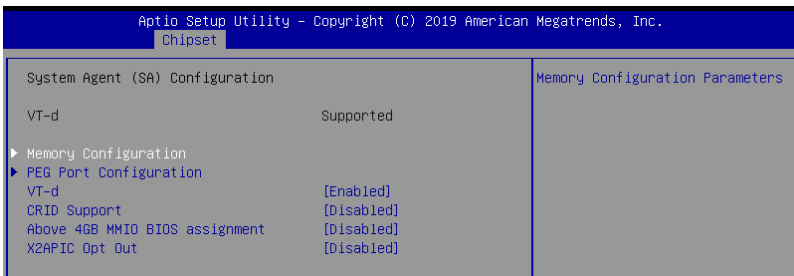 Aptio Setup Utility – Copyright (C) 2019 American Megatrends, Inc.
Chipset
System Agent (SA) Configuration
Memory Configuration Parameters
VT-d Supported
Memory Configuration
PEG Port Configuration
VT-d [Enabled]
CRID Support [Disabled]
Above 4GB MMIO BIOS assignment [Disabled]
X2APIC Opt Out [Disabled]